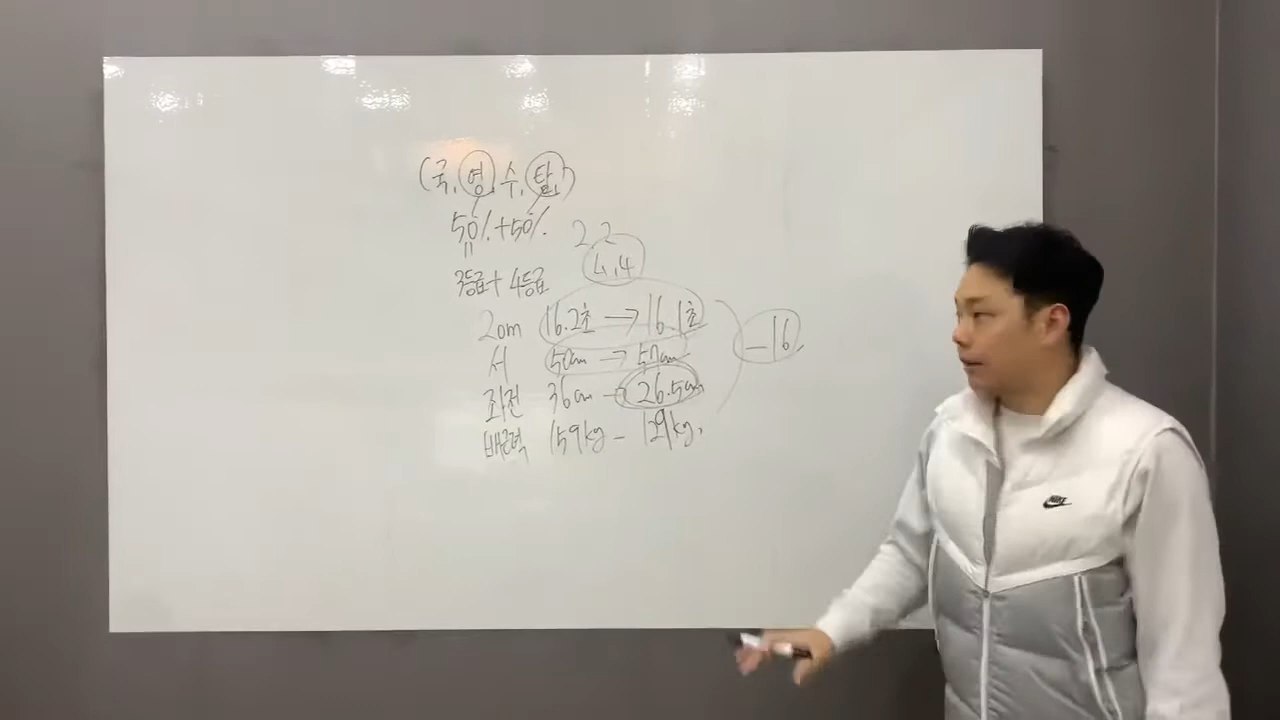 (국, 영, 수, 탐)
50% + 50%
2 2
4, 4
3등급 + 4등급
20m 16.2초 → 16.1초
서 50cm → 57cm
좌전 36cm → 26.5cm
배근력 159kg - 129kg,
-16,
NIKE